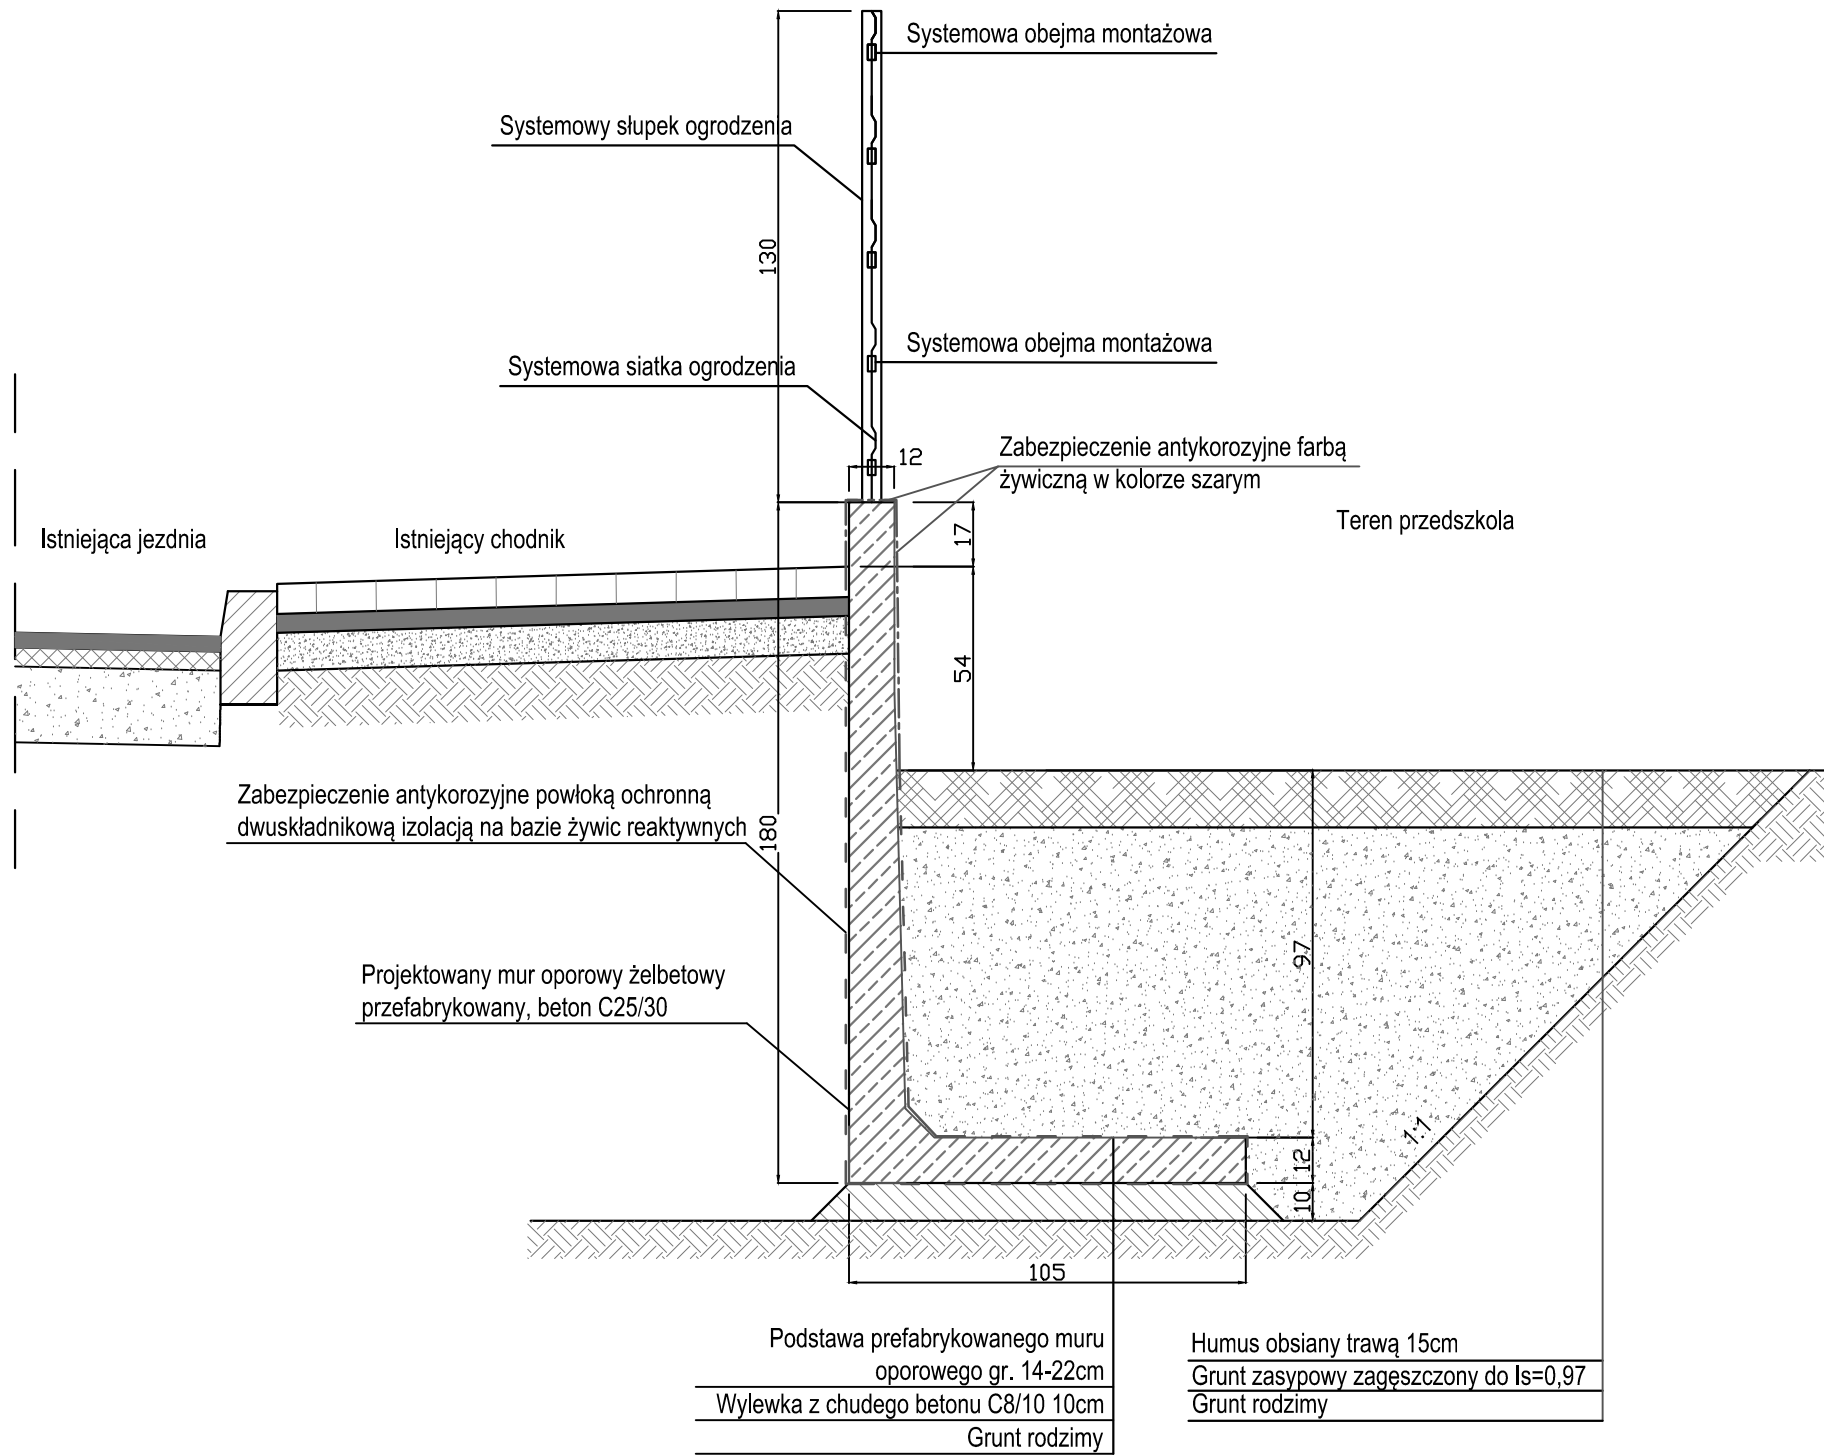 Systemowa obejma montażowa
Systemowy słupek ogrodzenia
130
Systemowa obejma montażowa
Systemowa siatka ogrodzenia
12
Zabezpieczenie antykorozyjne farbą
żywiczną w kolorze szarym
17
Teren przedszkola
Istniejąca jezdnia
Istniejący chodnik
54
Zabezpieczenie antykorozyjne powłoką ochronną
dwuskładnikową izolacją na bazie żywic reaktywnych
180
97
Projektowany mur oporowy żelbetowy
przefabrykowany, beton C25/30
1:1
12
10
105
Podstawa prefabrykowanego muru
oporowego gr. 14-22cm
Wylewka z chudego betonu C8/10 10cm
Grunt rodzimy
Humus obsiany trawą 15cm
Grunt zasypowy zagęszczony do Is=0,97
Grunt rodzimy